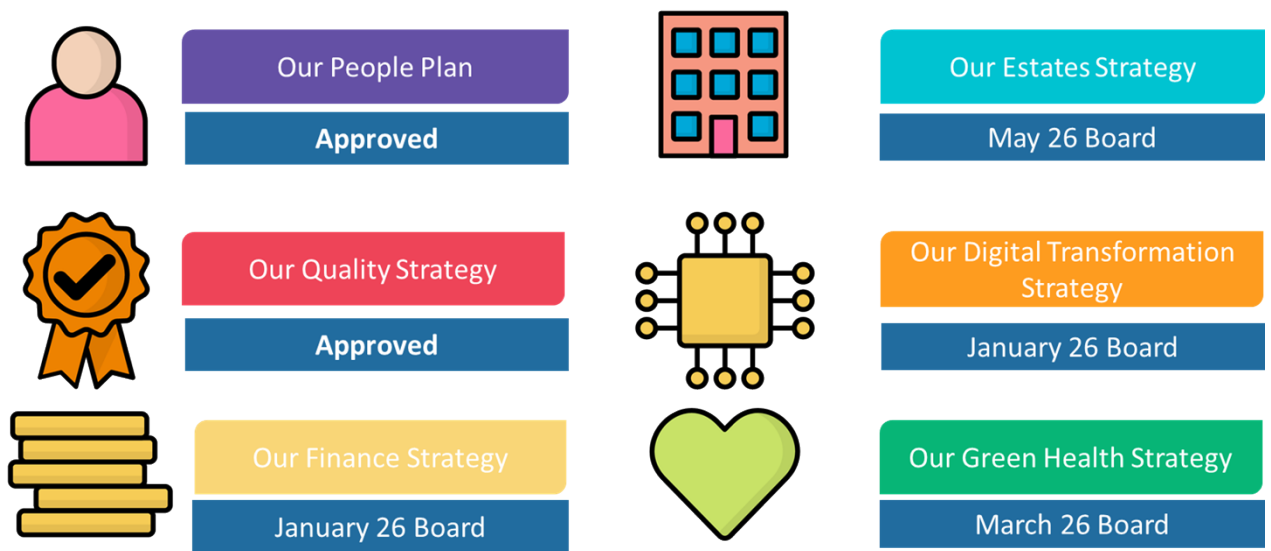 Our People Plan
Approved
Our Estates Strategy
May 26 Board
Our Quality Strategy
Approved
Our Digital Transformation
Strategy
January 26 Board
Our Finance Strategy
January 26 Board
Our Green Health Strategy
March 26 Board